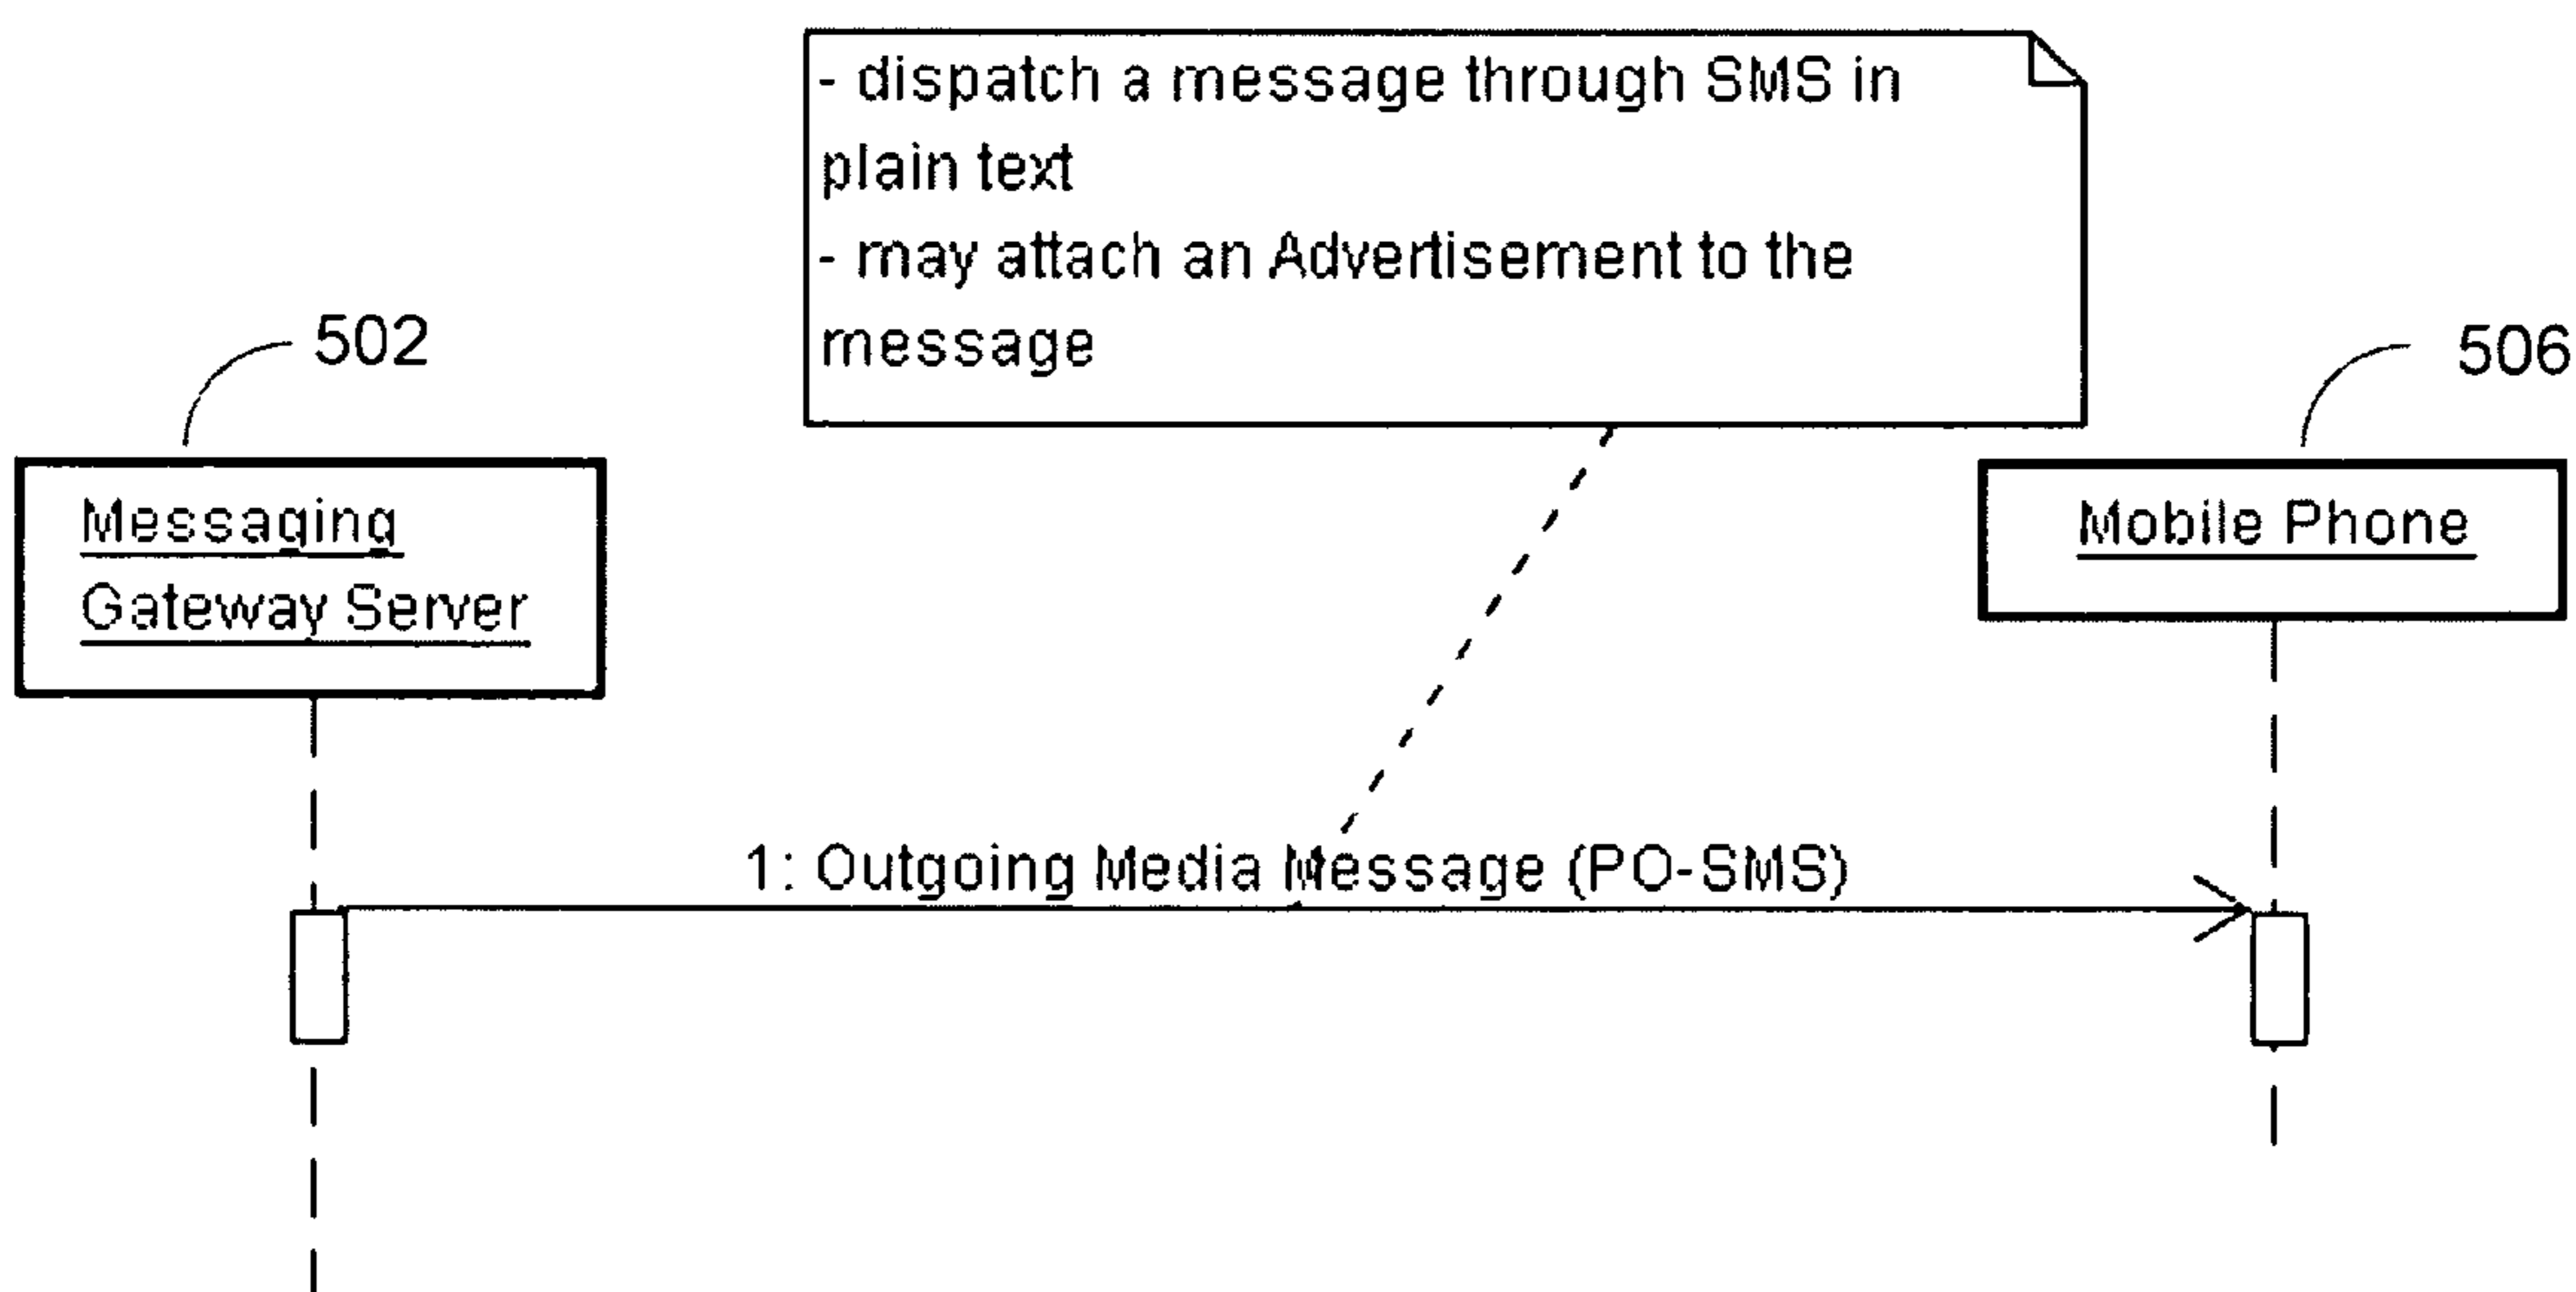 - dispatch a message through SMS in
plain text
- may attach an Advertisement to the
message
502
506
Messaging
Gateway Server
Mobile Phone
1: Outgoing Media Message (PO-SMS)